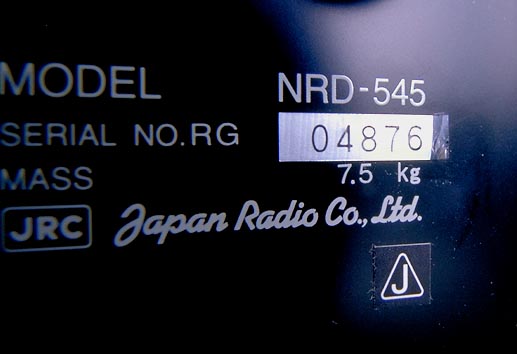 MODEL NRD-545
SERIAL NO.RG 04876
MASS 7.5 kg
JRC Japan Radio Co., Ltd.
J